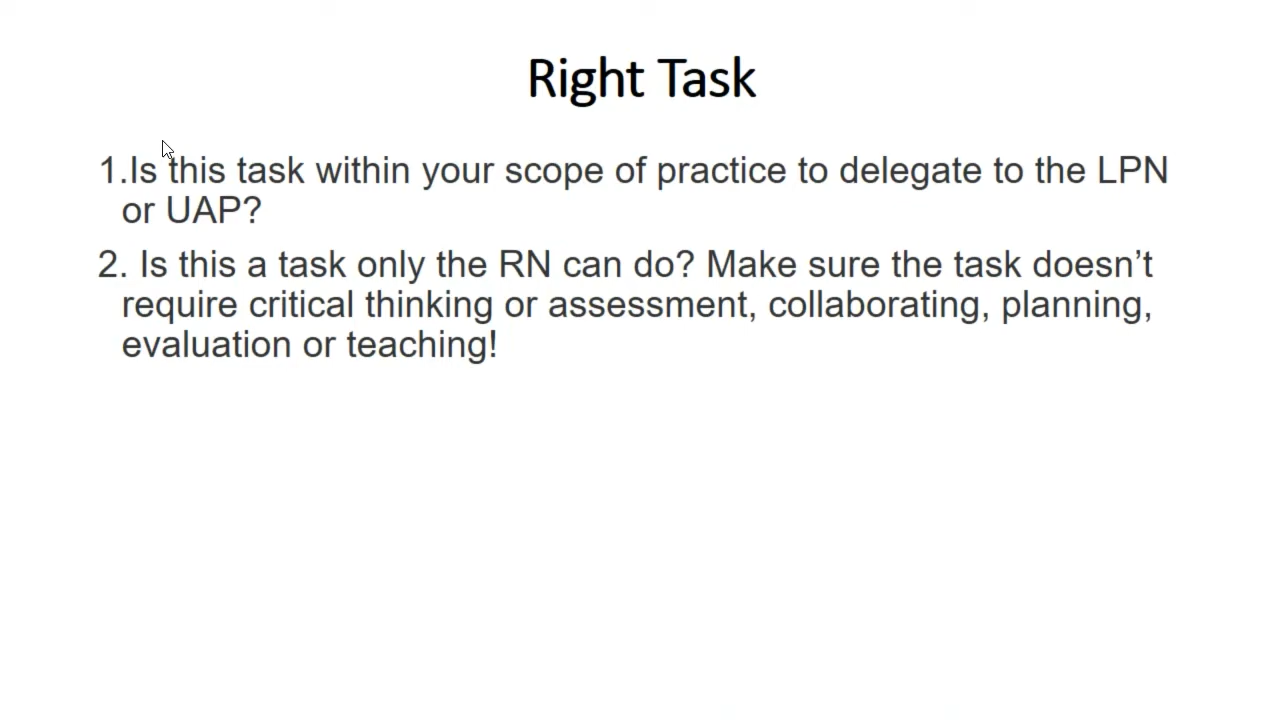 Right Task
1.Is this task within your scope of practice to delegate to the LPN
or UAP?
2. Is this a task only the RN can do? Make sure the task doesn’t
require critical thinking or assessment, collaborating, planning,
evaluation or teaching!